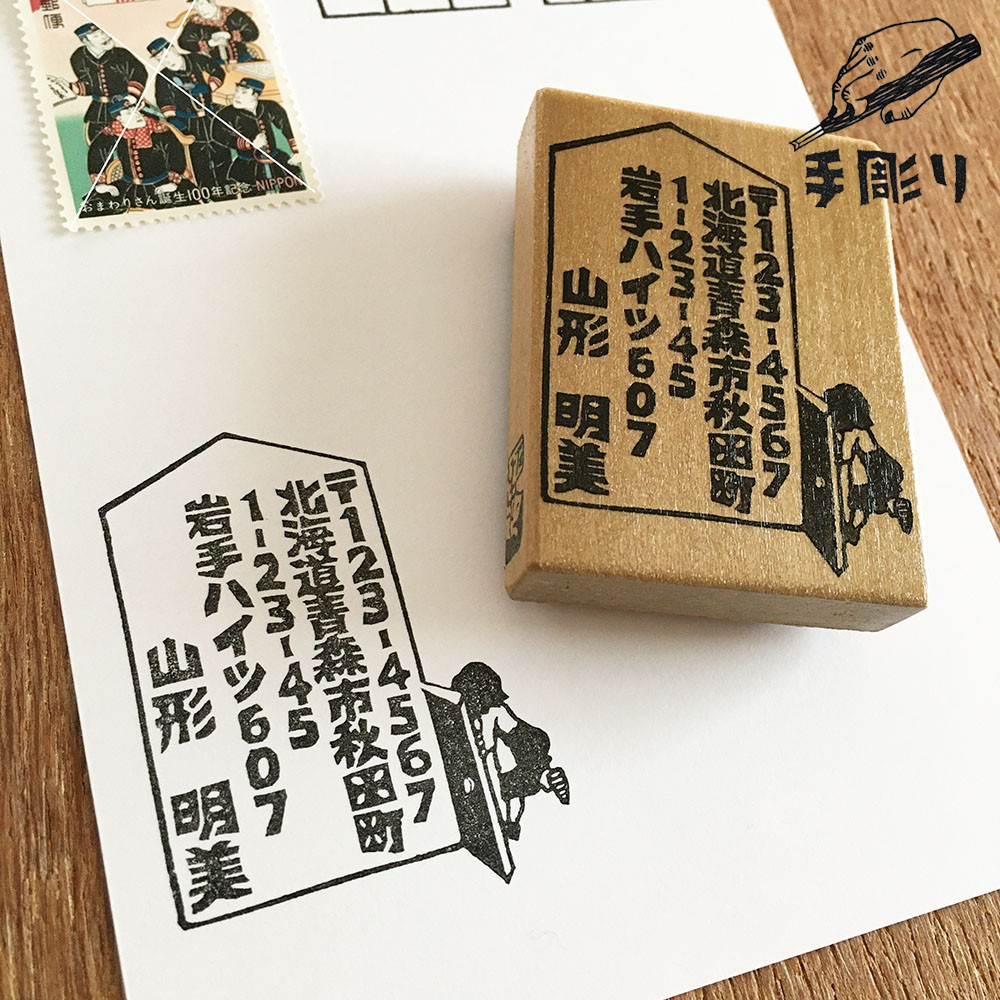 郵便
おまわりさん誕生100年記念 NIPPON
手彫り
〒123-4567
北海道青森市秋田町
1-23-45
岩手ハイツ607
山形 明美
〒123-4567
北海道青森市秋田町
1-23-45
岩手ハイツ607
山形 明美